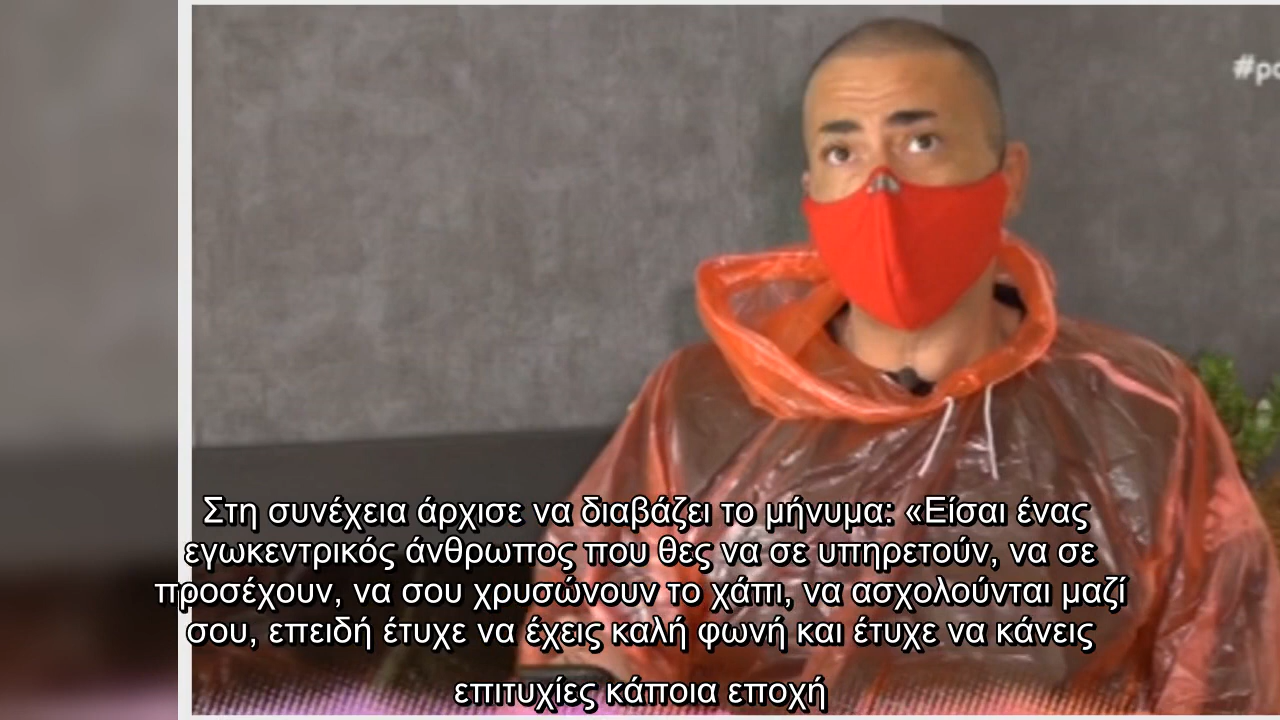 #po
Στη συνέχεια άρχισε να διαβάζει το μήνυμα: «Είσαι ένας
εγωκεντρικός άνθρωπος που θες να σε υπηρετούν, να σε
προσέχουν, να σου χρυσώνουν το χάπι, να ασχολούνται μαζί
σου, επειδή έτυχε να έχεις καλή φωνή και έτυχε να κάνεις
επιτυχίες κάποια εποχή